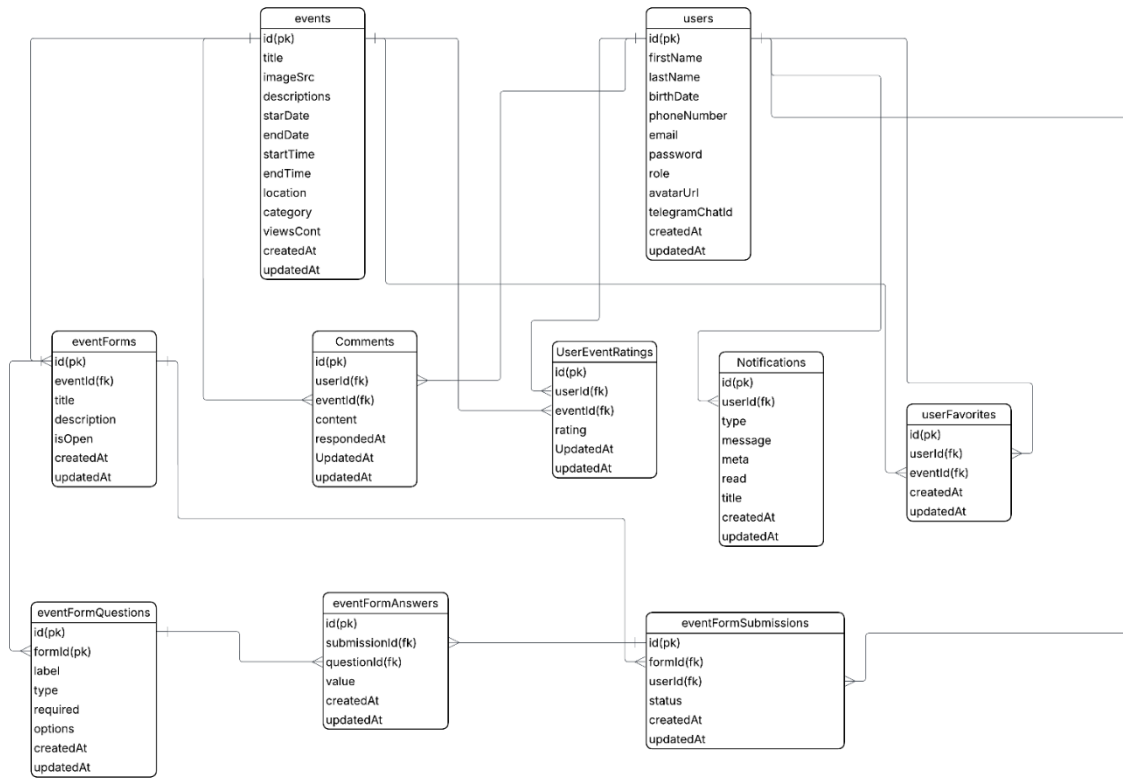 events
id(pk)
title
imageSrc
descriptions
starDate
endDate
startTime
endTime
location
category
viewsCont
createdAt
updatedAt
users
id(pk)
firstName
lastName
birthDate
phoneNumber
email
password
role
avatarUrl
telegramChatId
createdAt
updatedAt
eventForms
id(pk)
eventId(fk)
title
description
isOpen
createdAt
updatedAt
Comments
id(pk)
userId(fk)
eventId(fk)
content
respondedAt
UpdatedAt
updatedAt
UserEventRatings
id(pk)
userId(fk)
eventId(fk)
rating
UpdatedAt
updatedAt
Notifications
id(pk)
userId(fk)
type
message
meta
read
title
createdAt
updatedAt
userFavorites
id(pk)
userId(fk)
eventId(fk)
createdAt
updatedAt
eventFormQuestions
id(pk)
formId(pk)
label
type
required
options
createdAt
updatedAt
eventFormAnswers
id(pk)
submissionId(fk)
questionId(fk)
value
createdAt
updatedAt
eventFormSubmissions
id(pk)
formId(fk)
userId(fk)
status
createdAt
updatedAt